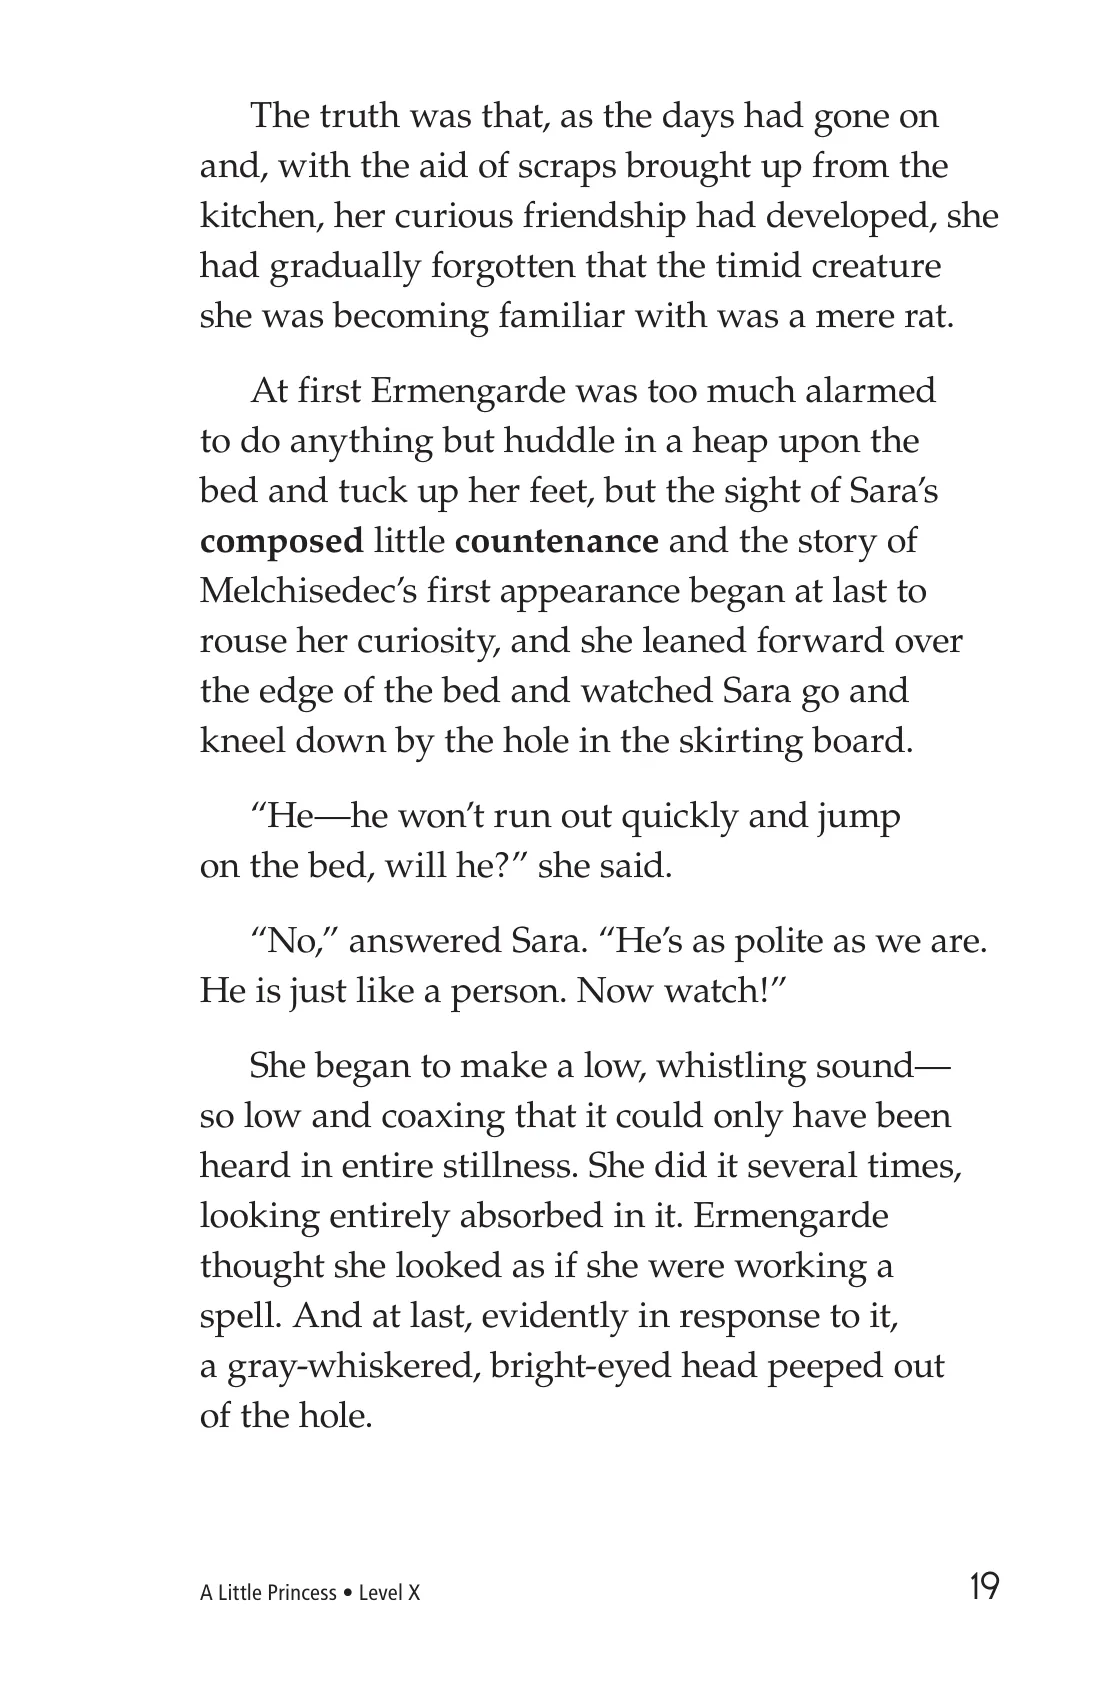 The truth was that, as the days had gone on
and, with the aid of scraps brought up from the
kitchen, her curious friendship had developed, she
had gradually forgotten that the timid creature
she was becoming familiar with was a mere rat.
At first Ermengarde was too much alarmed
to do anything but huddle in a heap upon the
bed and tuck up her feet, but the sight of Sara’s
composed little countenance and the story of
Melchisedec’s first appearance began at last to
rouse her curiosity, and she leaned forward over
the edge of the bed and watched Sara go and
kneel down by the hole in the skirting board.
“He—he won’t run out quickly and jump
on the bed, will he?” she said.
“No,” answered Sara. “He’s as polite as we are.
He is just like a person. Now watch!”
She began to make a low, whistling sound—
so low and coaxing that it could only have been
heard in entire stillness. She did it several times,
looking entirely absorbed in it. Ermengarde
thought she looked as if she were working a
spell. And at last, evidently in response to it,
a gray-whiskered, bright-eyed head peeped out
of the hole.
A Little Princess • Level X 19